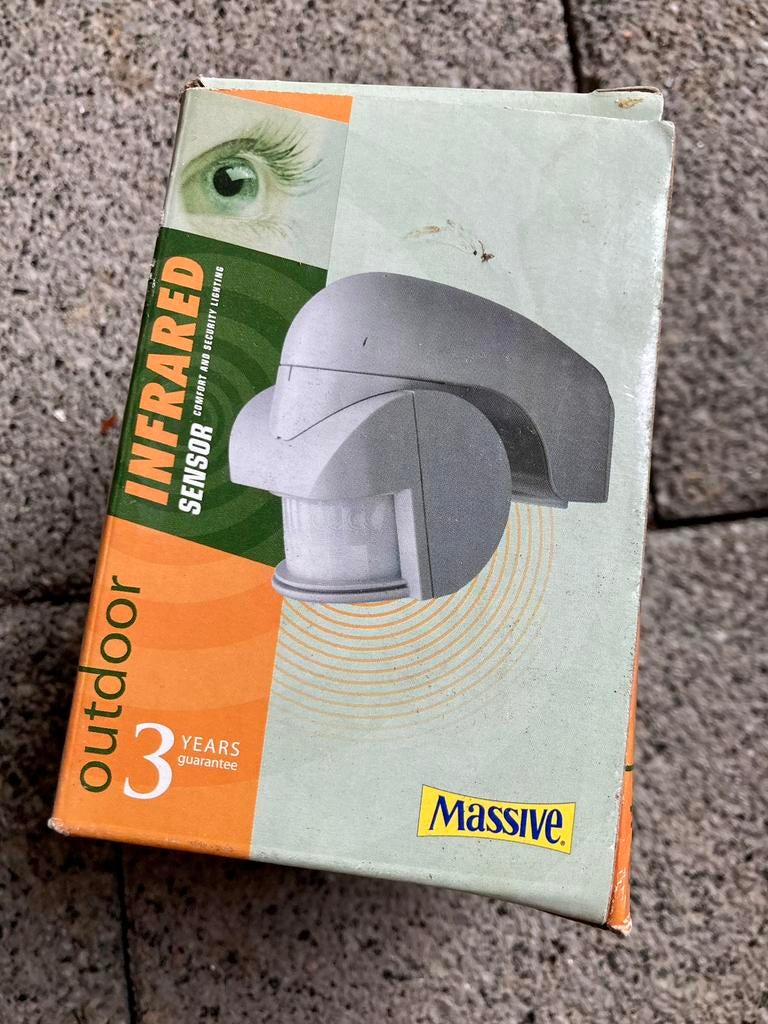 INFRARED
SENSOR COMFORT AND SECURITY LIGHTING
outdoor
3 YEARS
guarantee
Massive